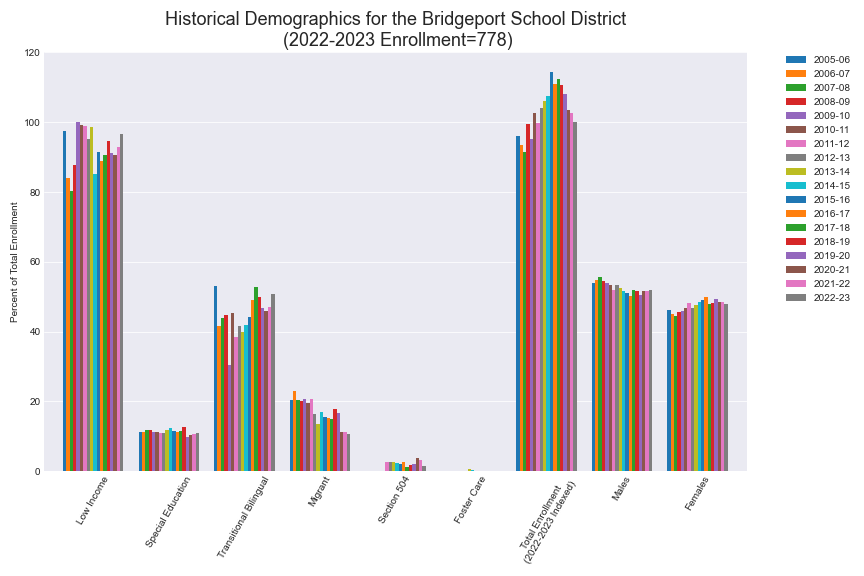 Historical Demographics for the Bridgeport School District
(2022-2023 Enrollment=778)
Percent of Total Enrollment
120
100
80
60
40
20
0
Low Income
Special Education
Transitional Bilingual
Migrant
Section 504
Foster Care
Total Enrollment
(2022-2023 Indexed)
Males
Females
2005-06
2006-07
2007-08
2008-09
2009-10
2010-11
2011-12
2012-13
2013-14
2014-15
2015-16
2016-17
2017-18
2018-19
2019-20
2020-21
2021-22
2022-23